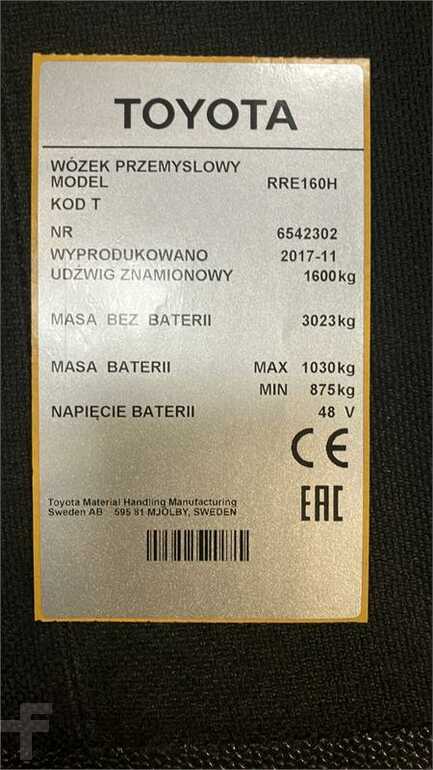 TOYOTA
WÓZEK PRZEMYSLOWY
MODEL RRE160H
KOD T
NR 6542302
WYPRODUKOWANO 2017-11
UDŹWIG ZNAMIONOWY 1600kg
MASA BEZ BATERII 3023kg
MASA BATERII MAX 1030kg
MIN 875kg
NAPIĘCIE BATERII 48 V
CE
EAC
Toyota Material Handling Manufacturing
Sweden AB 595 81 MJÖLBY, SWEDEN